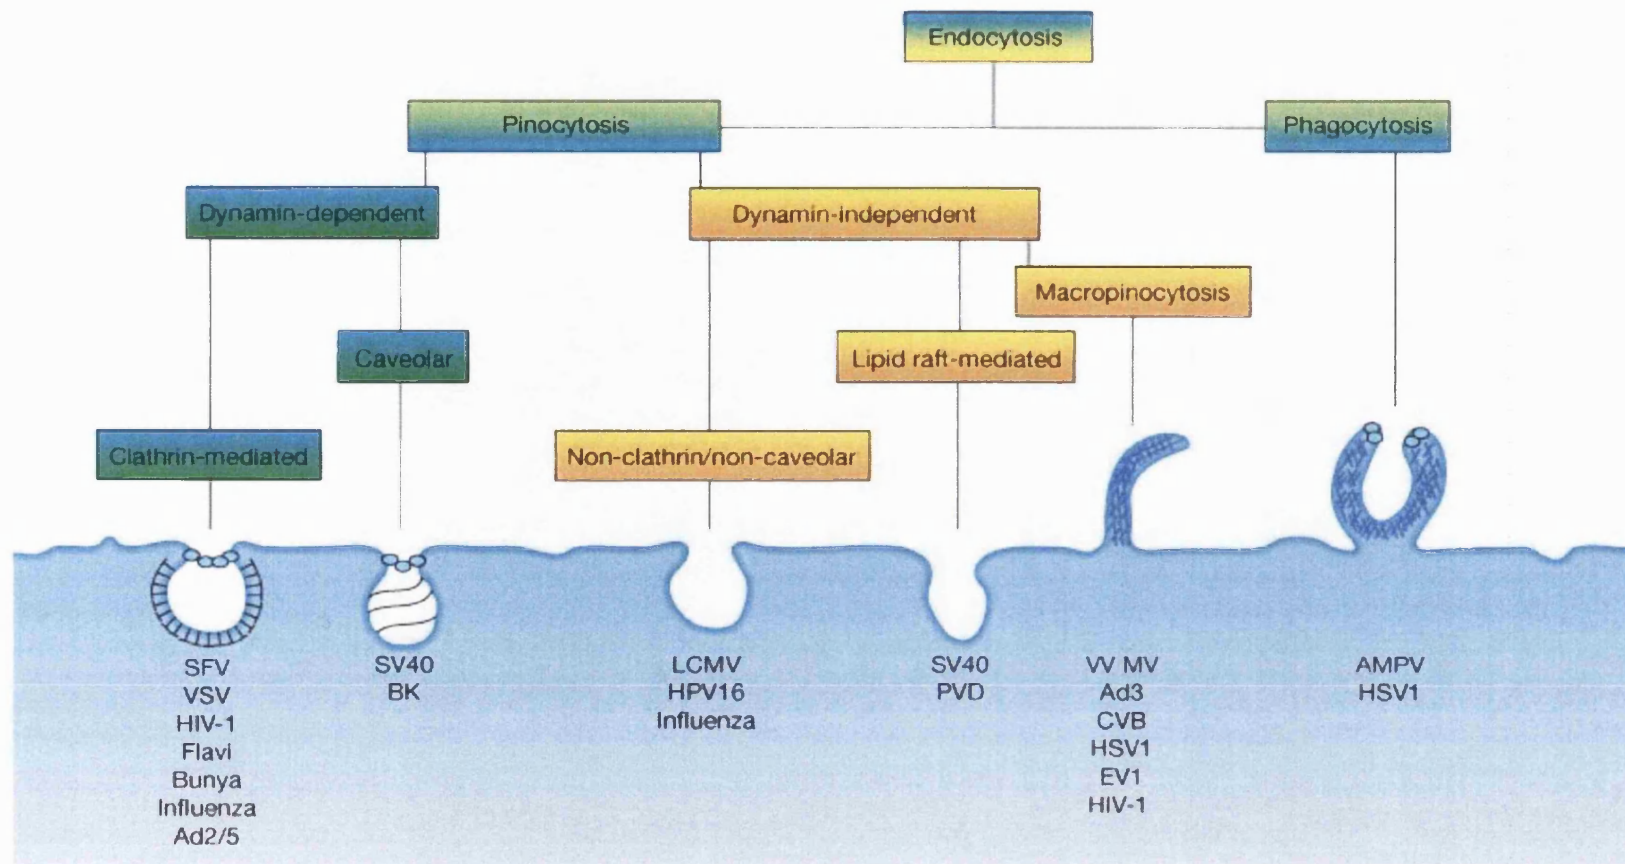 Endocytosis
Pinocytosis
Phagocytosis
Dynamin-dependent
Dynamin-independent
Macropinocytosis
Caveolar
Lipid raft-mediated
Clathrin-mediated
Non-clathrin/non-caveolar
SFV
VSV
HIV-1
Flavi
Bunya
Influenza
Ad2/5
SV40
BK
LCMV
HPV16
Influenza
SV40
PVD
VV MV
Ad3
CVB
HSV1
EV1
HIV-1
AMPV
HSV1